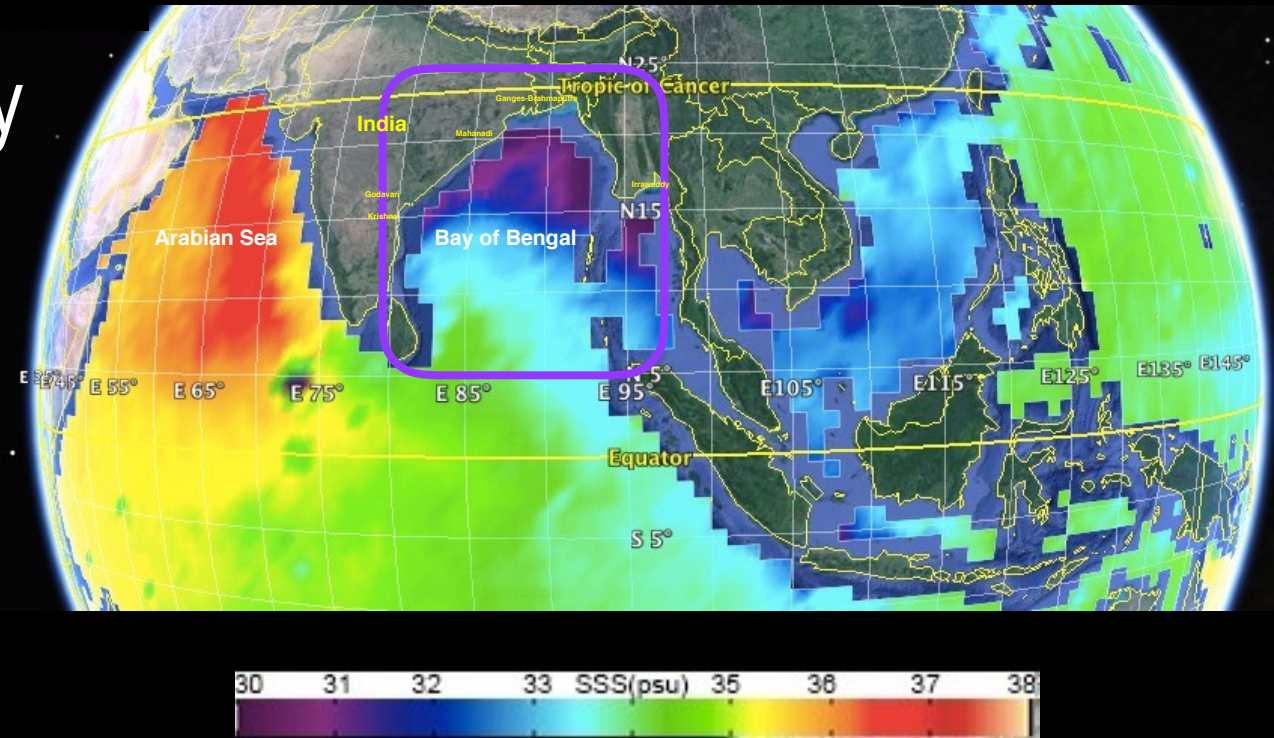 y
N25°
Tropic of Cancer
Ganges-Brahmaputra
India
Mahanadi
Irrawaddy
Godavari
Krishna
N15
Arabian Sea
Bay of Bengal
N 5°
E45° E 55° E 65° E 75° E 85° E 95° E105° E115° E125° E135° E145°
Equator
S 5°
30 31 32 33 SSS(psu) 35 36 37 38